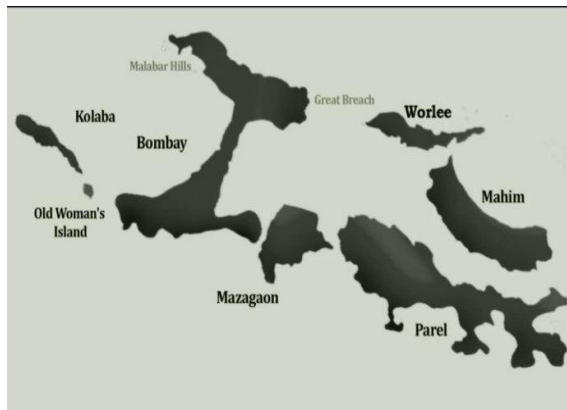 Malabar Hills
Great Breach
Worlee
Kolaba
Bombay
Mahim
Old Woman's
Island
Mazagaon
Parel